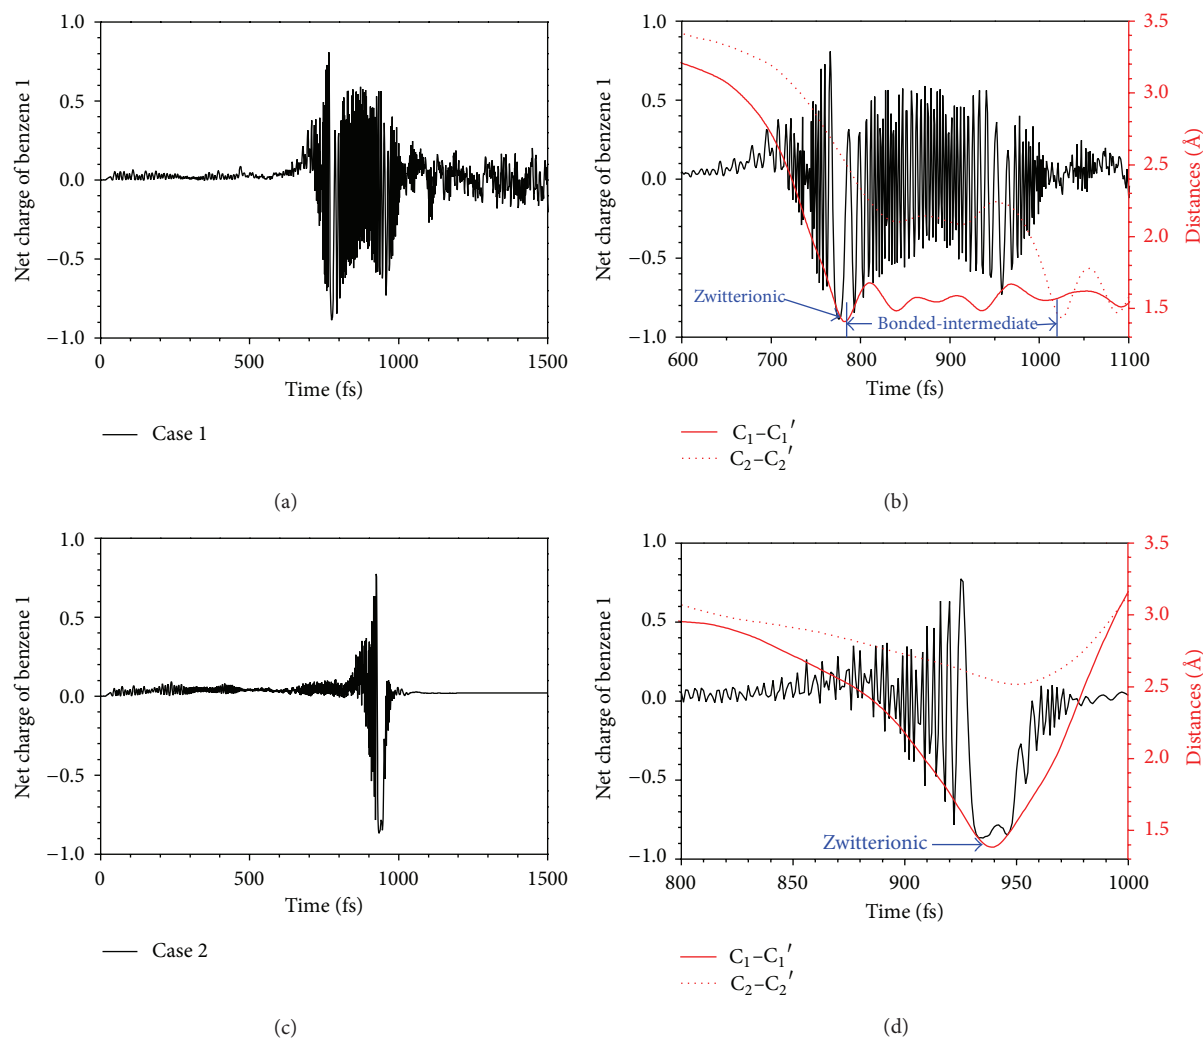 1.0
0.5
0.0
−0.5
−1.0
Net charge of benzene 1
0
500
1000
1500
Time (fs)
Case 1
(a)
1.0
0.5
0.0
−0.5
−1.0
Net charge of benzene 1
3.5
3.0
2.5
2.0
1.5
Distances (Å)
Zwitterionic
Bonded-intermediate
600
700
800
900
1000
1100
Time (fs)
C₁–C₁′
C₂–C₂′
(b)
1.0
0.5
0.0
−0.5
−1.0
Net charge of benzene 1
0
500
1000
1500
Time (fs)
Case 2
(c)
1.0
0.5
0.0
−0.5
−1.0
Net charge of benzene 1
3.5
3.0
2.5
2.0
1.5
Distances (Å)
Zwitterionic
800
850
900
950
1000
Time (fs)
C₁–C₁′
C₂–C₂′
(d)